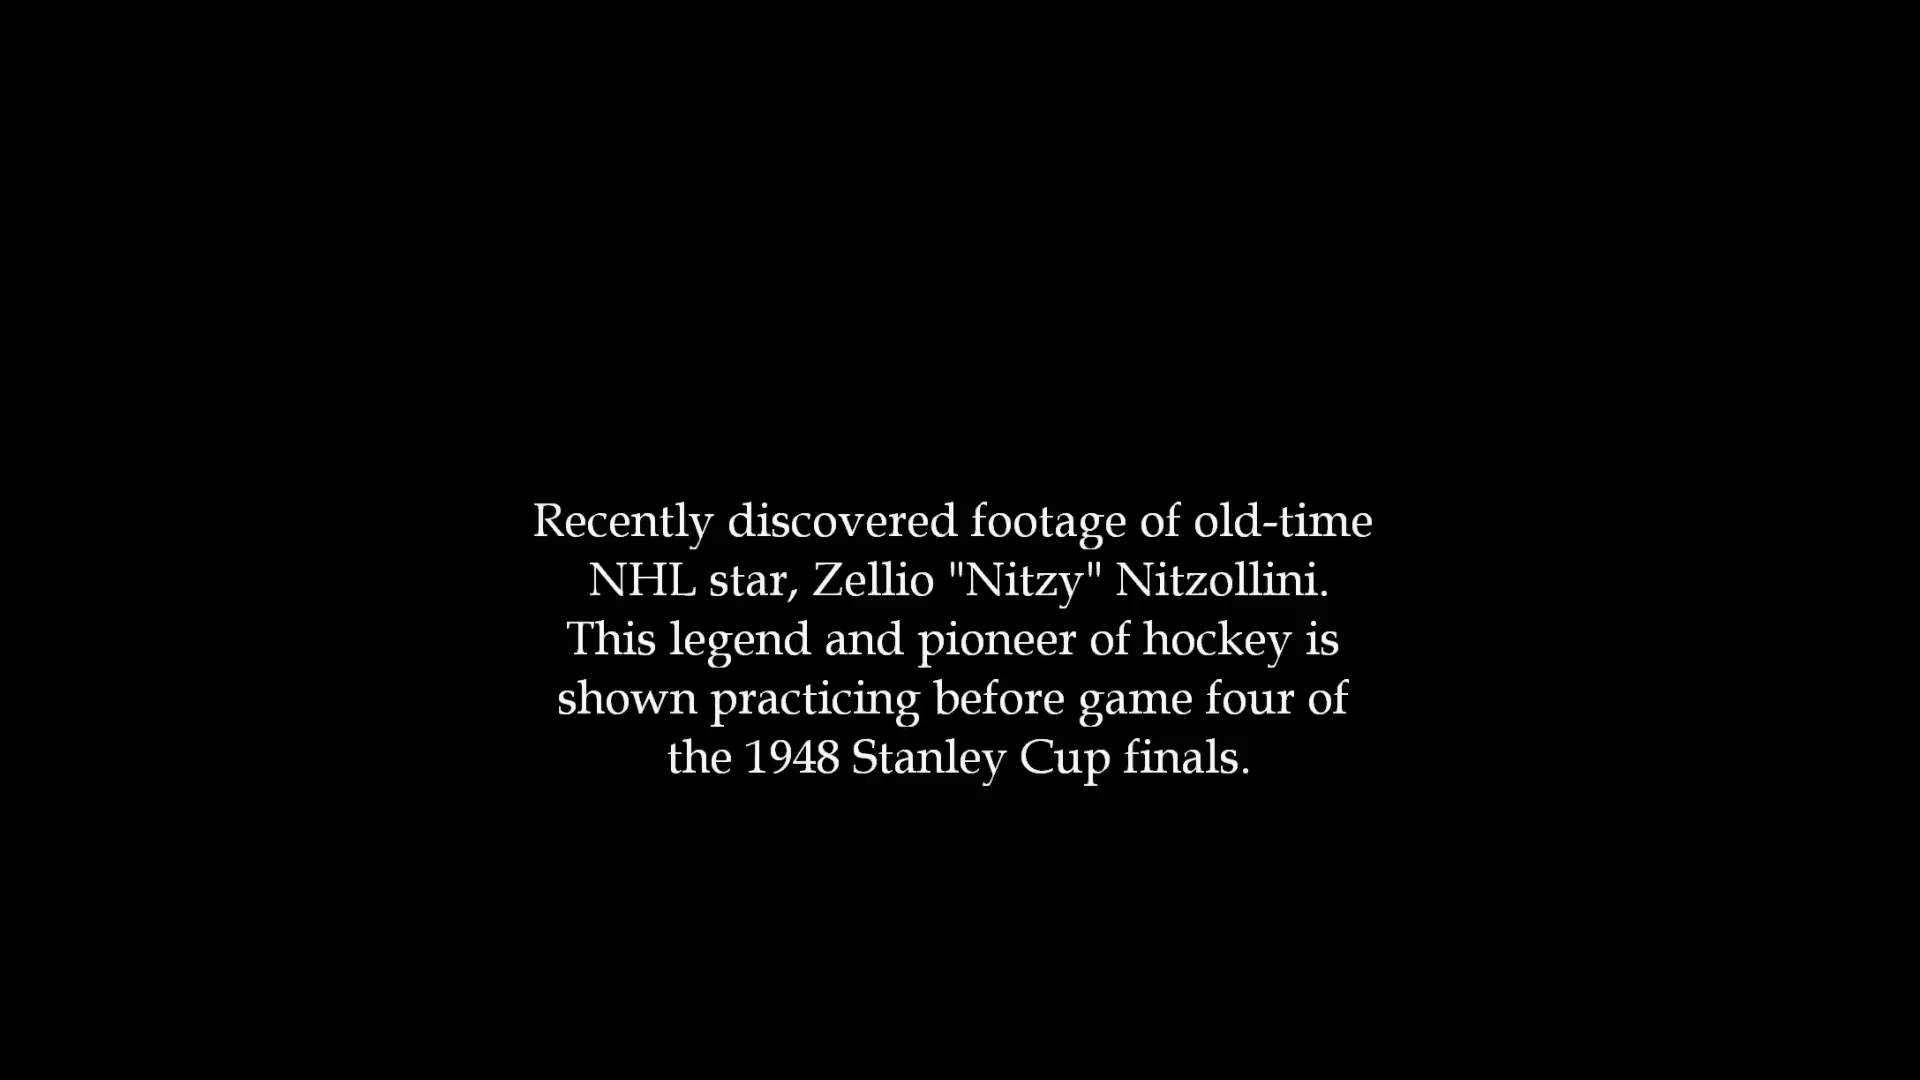 Recently discovered footage of old-time
NHL star, Zellio "Nitzy" Nitzollini.
This legend and pioneer of hockey is
shown practicing before game four of
the 1948 Stanley Cup finals.